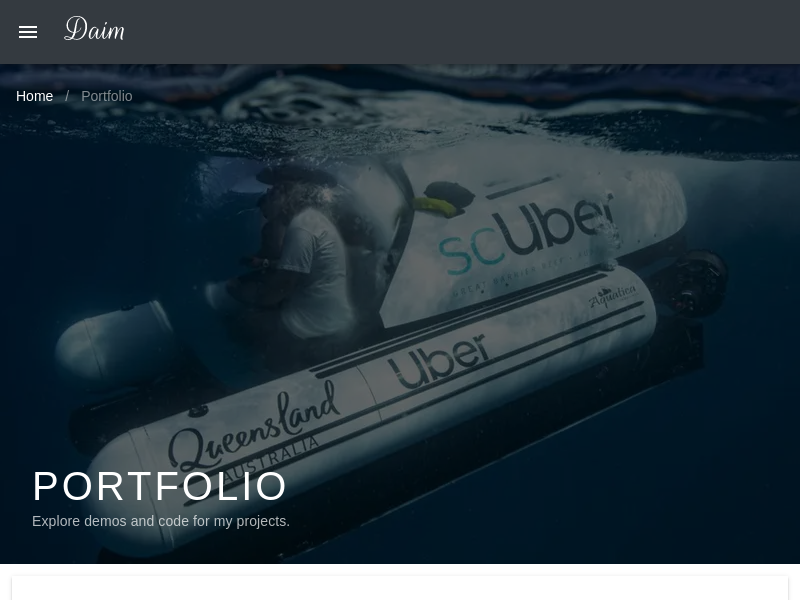 Daim
Home / Portfolio
scUber
GREAT BARRIER REEF
Aquatica
Uber
Queensland
AUSTRALIA
PORTFOLIO
Explore demos and code for my projects.